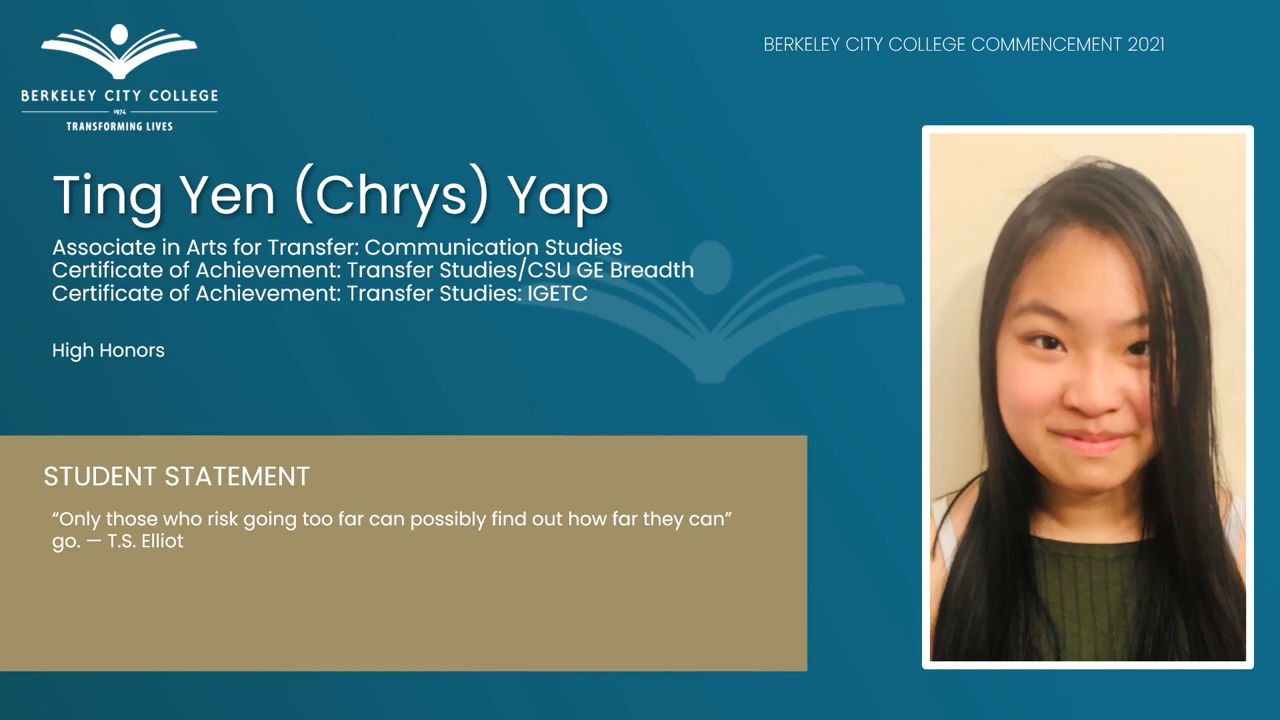 BERKELEY CITY COLLEGE COMMENCEMENT 2021
BERKELEY CITY COLLEGE
1974
TRANSFORMING LIVES
Ting Yen (Chrys) Yap
Associate in Arts for Transfer: Communication Studies
Certificate of Achievement: Transfer Studies/CSU GE Breadth
Certificate of Achievement: Transfer Studies: IGETC
High Honors
STUDENT STATEMENT
“Only those who risk going too far can possibly find out how far they can”
go. — T.S. Elliot